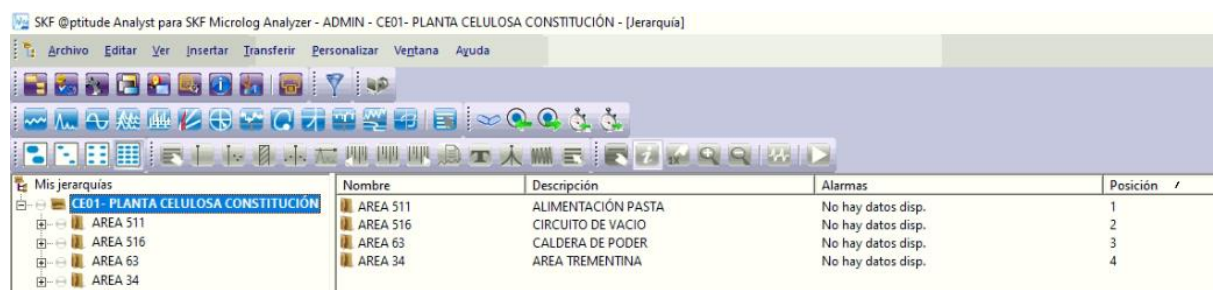 SKF @ptitude Analyst para SKF Microlog Analyzer - ADMIN - CE01- PLANTA CELULOSA CONSTITUCIÓN - [Jerarquía]
Archivo Editar Ver Insertar Transferir Personalizar Ventana Ayuda
Mis jerarquías
CE01- PLANTA CELULOSA CONSTITUCIÓN
AREA 511
AREA 516
AREA 63
AREA 34
Nombre Descripción Alarmas Posición
AREA 511 ALIMENTACIÓN PASTA No hay datos disp. 1
AREA 516 CIRCUITO DE VACIO No hay datos disp. 2
AREA 63 CALDERA DE PODER No hay datos disp. 3
AREA 34 AREA TREMENTINA No hay datos disp. 4